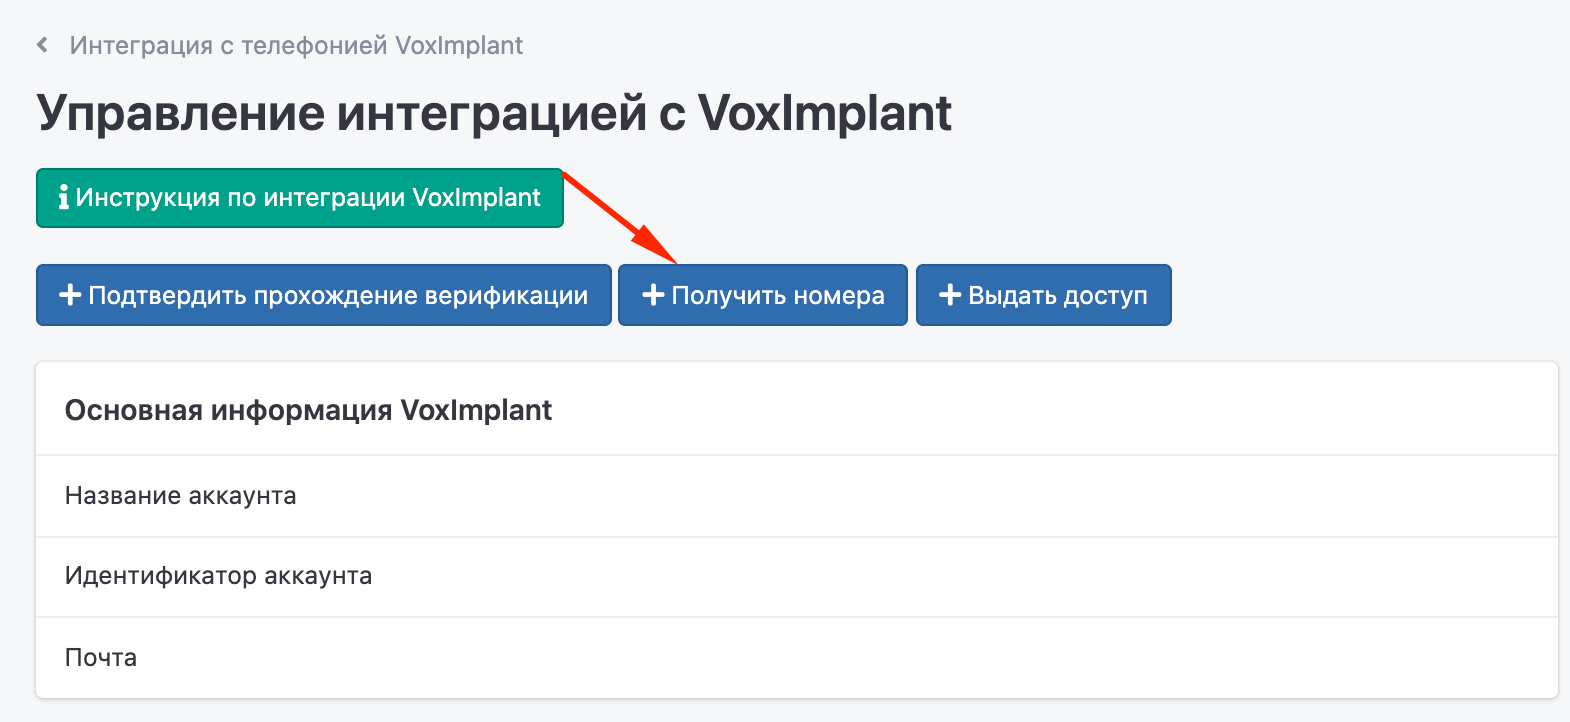 Интеграция с телефонией VoxImplant
Управление интеграцией с VoxImplant
Инструкция по интеграции VoxImplant
Подтвердить прохождение верификации
Получить номера
Выдать доступ
Основная информация VoxImplant
Название аккаунта
Идентификатор аккаунта
Почта